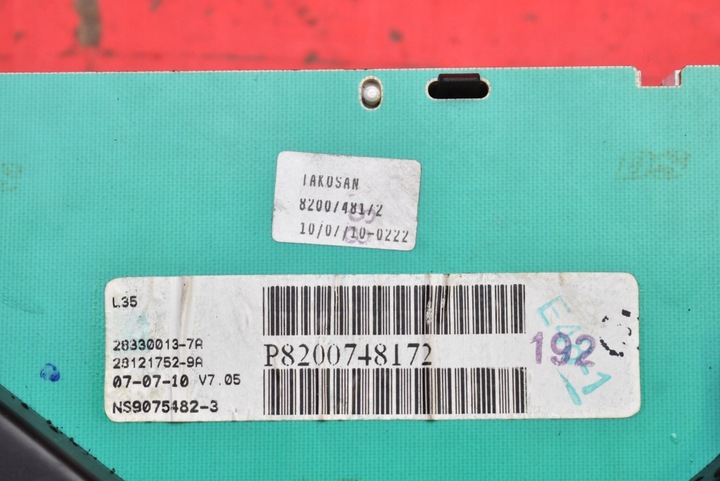 TAKOSAN
8200748172
10/07/10-0222
L35
28330013-7A
28121752-9A
07-07-10 V7.05
NS9075482-3
P8200748172
192